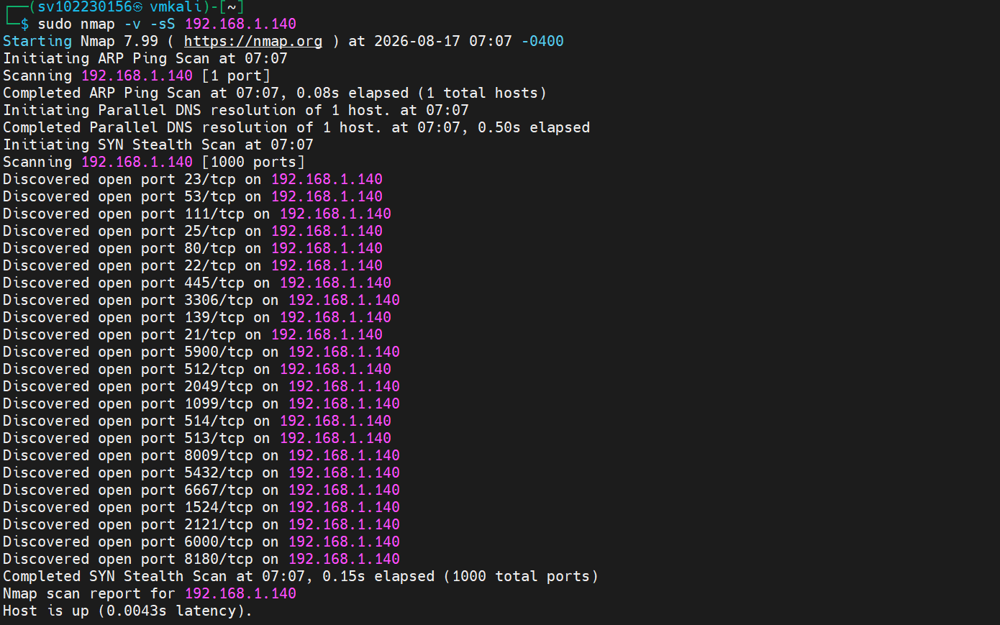 ┌──(sv102230156㉿ vmkali)-[~]
└─$ sudo nmap -v -sS 192.168.1.140
Starting Nmap 7.99 ( https://nmap.org ) at 2026-08-17 07:07 -0400
Initiating ARP Ping Scan at 07:07
Scanning 192.168.1.140 [1 port]
Completed ARP Ping Scan at 07:07, 0.08s elapsed (1 total hosts)
Initiating Parallel DNS resolution of 1 host. at 07:07
Completed Parallel DNS resolution of 1 host. at 07:07, 0.50s elapsed
Initiating SYN Stealth Scan at 07:07
Scanning 192.168.1.140 [1000 ports]
Discovered open port 23/tcp on 192.168.1.140
Discovered open port 53/tcp on 192.168.1.140
Discovered open port 111/tcp on 192.168.1.140
Discovered open port 25/tcp on 192.168.1.140
Discovered open port 80/tcp on 192.168.1.140
Discovered open port 22/tcp on 192.168.1.140
Discovered open port 445/tcp on 192.168.1.140
Discovered open port 3306/tcp on 192.168.1.140
Discovered open port 139/tcp on 192.168.1.140
Discovered open port 21/tcp on 192.168.1.140
Discovered open port 5900/tcp on 192.168.1.140
Discovered open port 512/tcp on 192.168.1.140
Discovered open port 2049/tcp on 192.168.1.140
Discovered open port 1099/tcp on 192.168.1.140
Discovered open port 514/tcp on 192.168.1.140
Discovered open port 513/tcp on 192.168.1.140
Discovered open port 8009/tcp on 192.168.1.140
Discovered open port 5432/tcp on 192.168.1.140
Discovered open port 6667/tcp on 192.168.1.140
Discovered open port 1524/tcp on 192.168.1.140
Discovered open port 2121/tcp on 192.168.1.140
Discovered open port 6000/tcp on 192.168.1.140
Discovered open port 8180/tcp on 192.168.1.140
Completed SYN Stealth Scan at 07:07, 0.15s elapsed (1000 total ports)
Nmap scan report for 192.168.1.140
Host is up (0.0043s latency).